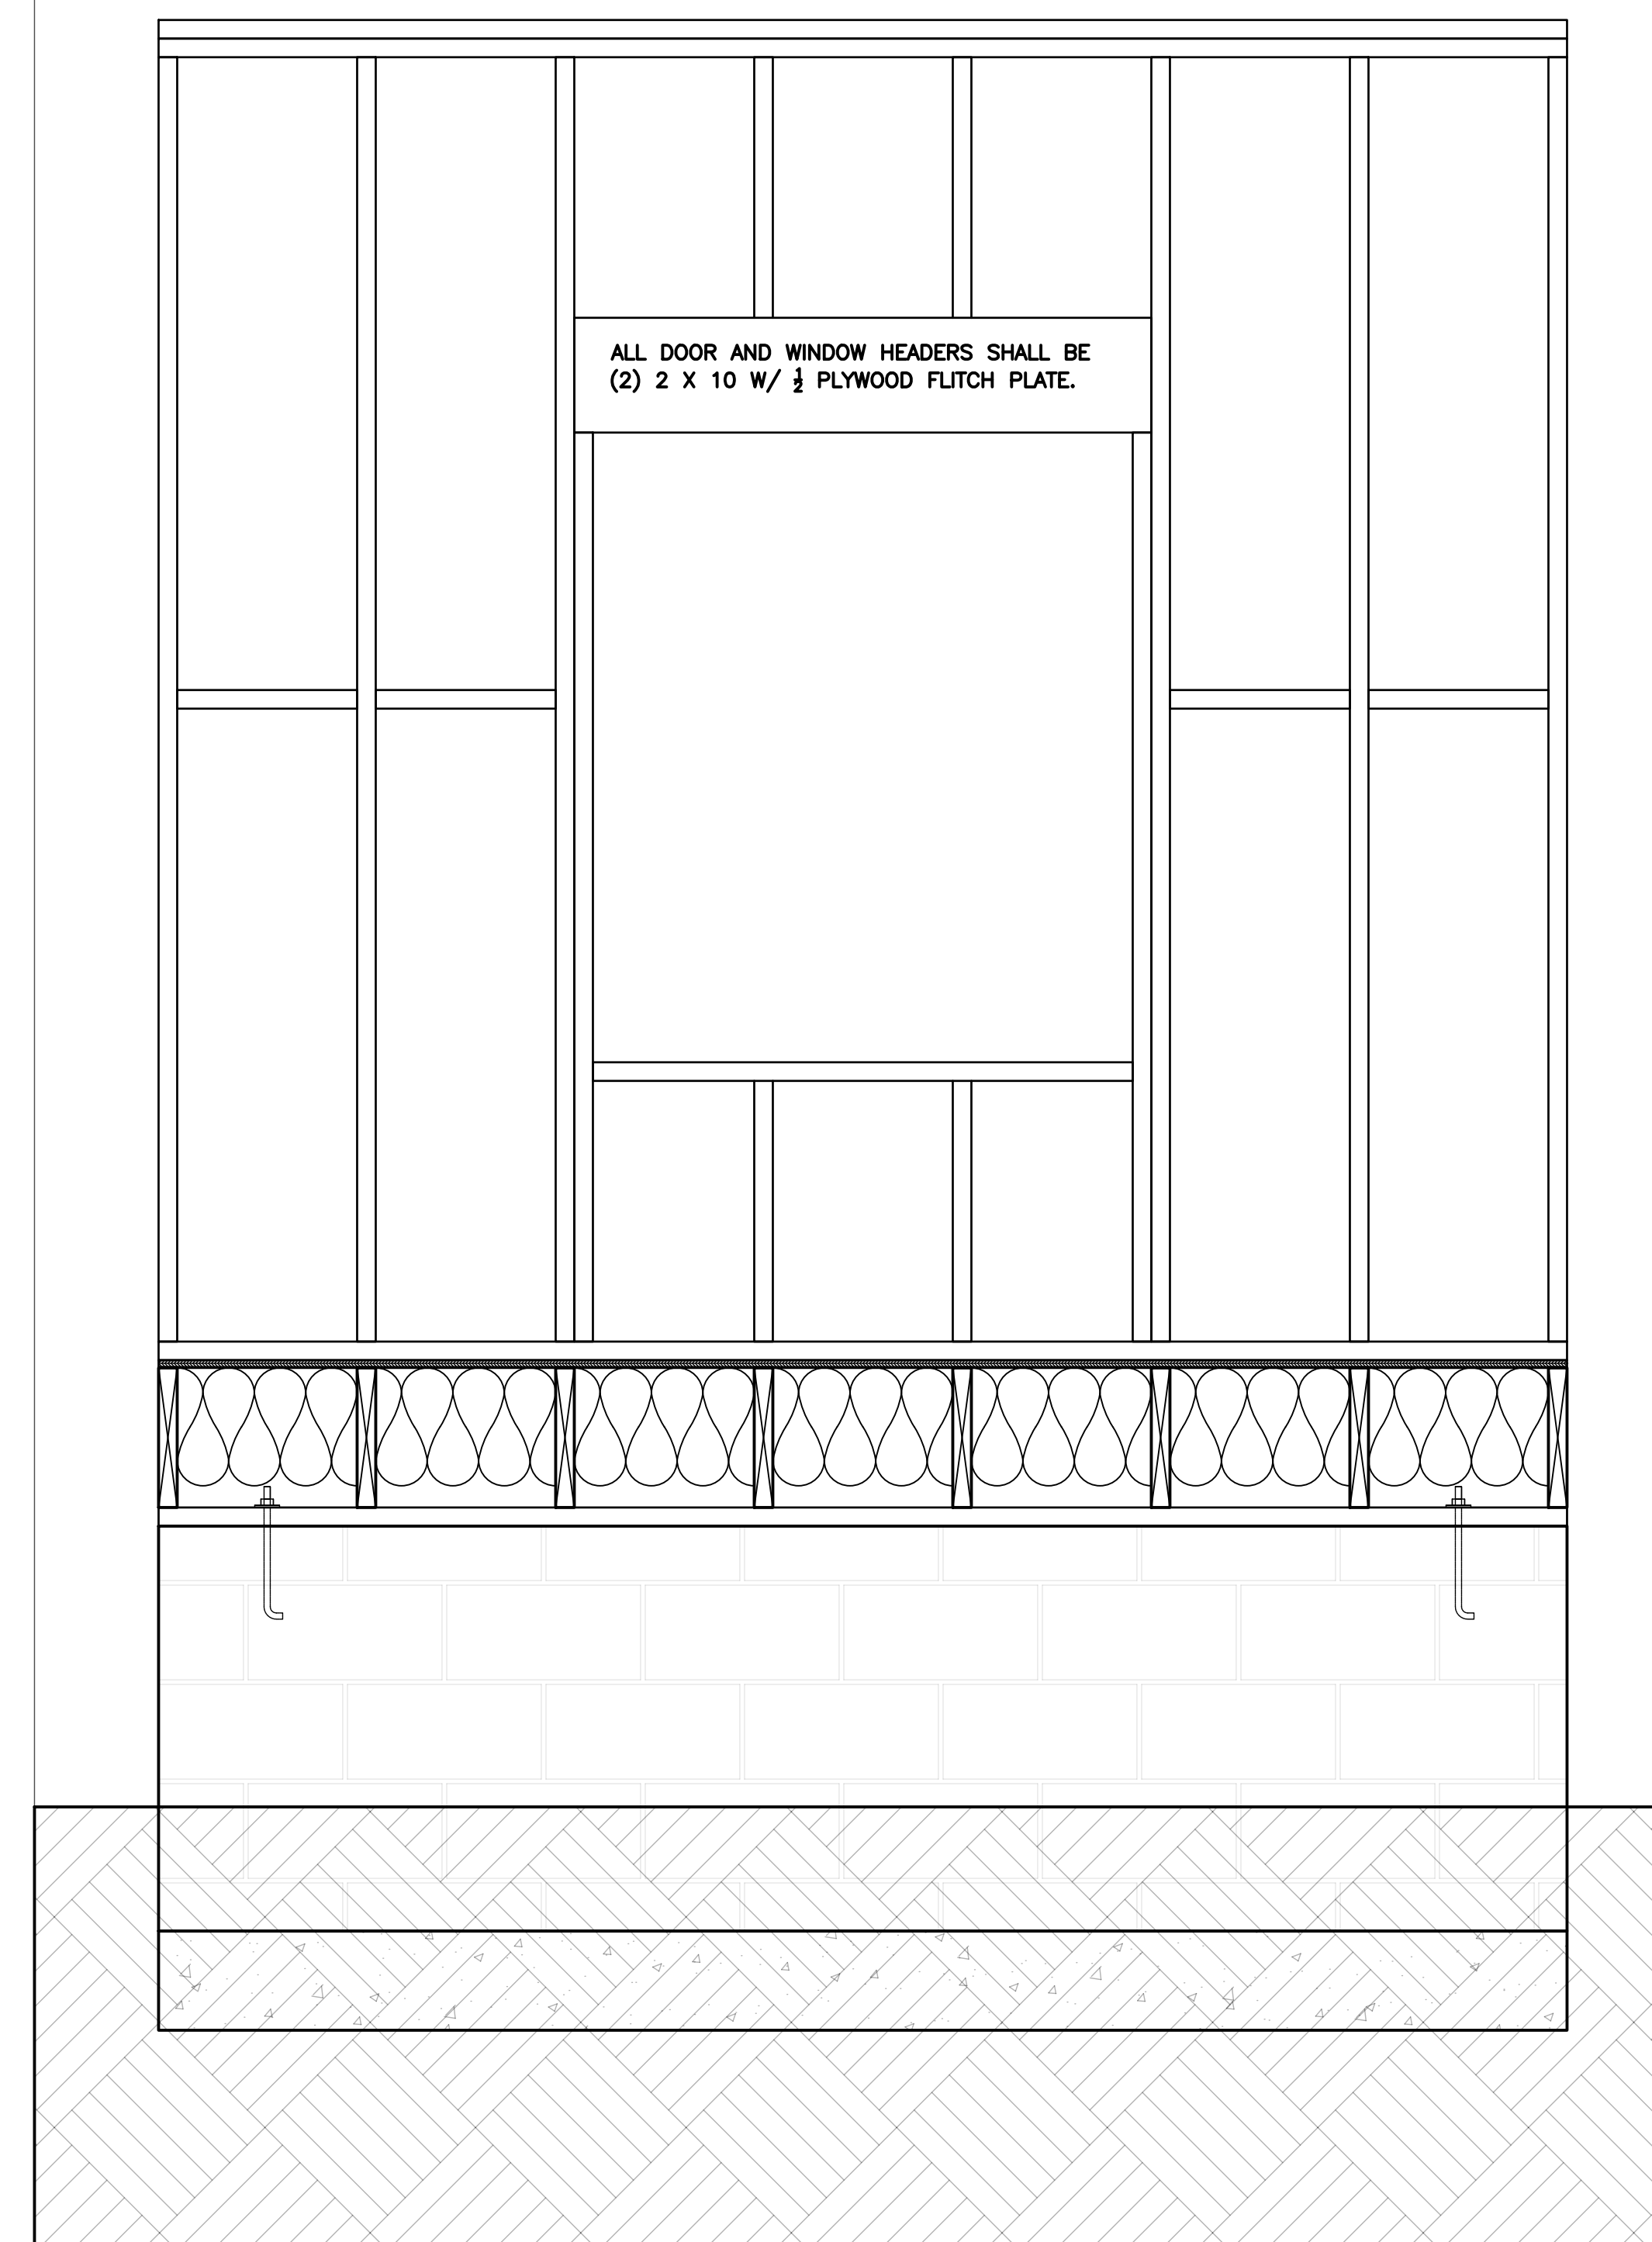 ALL DOOR AND WINDOW HEADERS SHALL BE
(2) 2 X 10 W/ ½ PLYWOOD FLITCH PLATE.